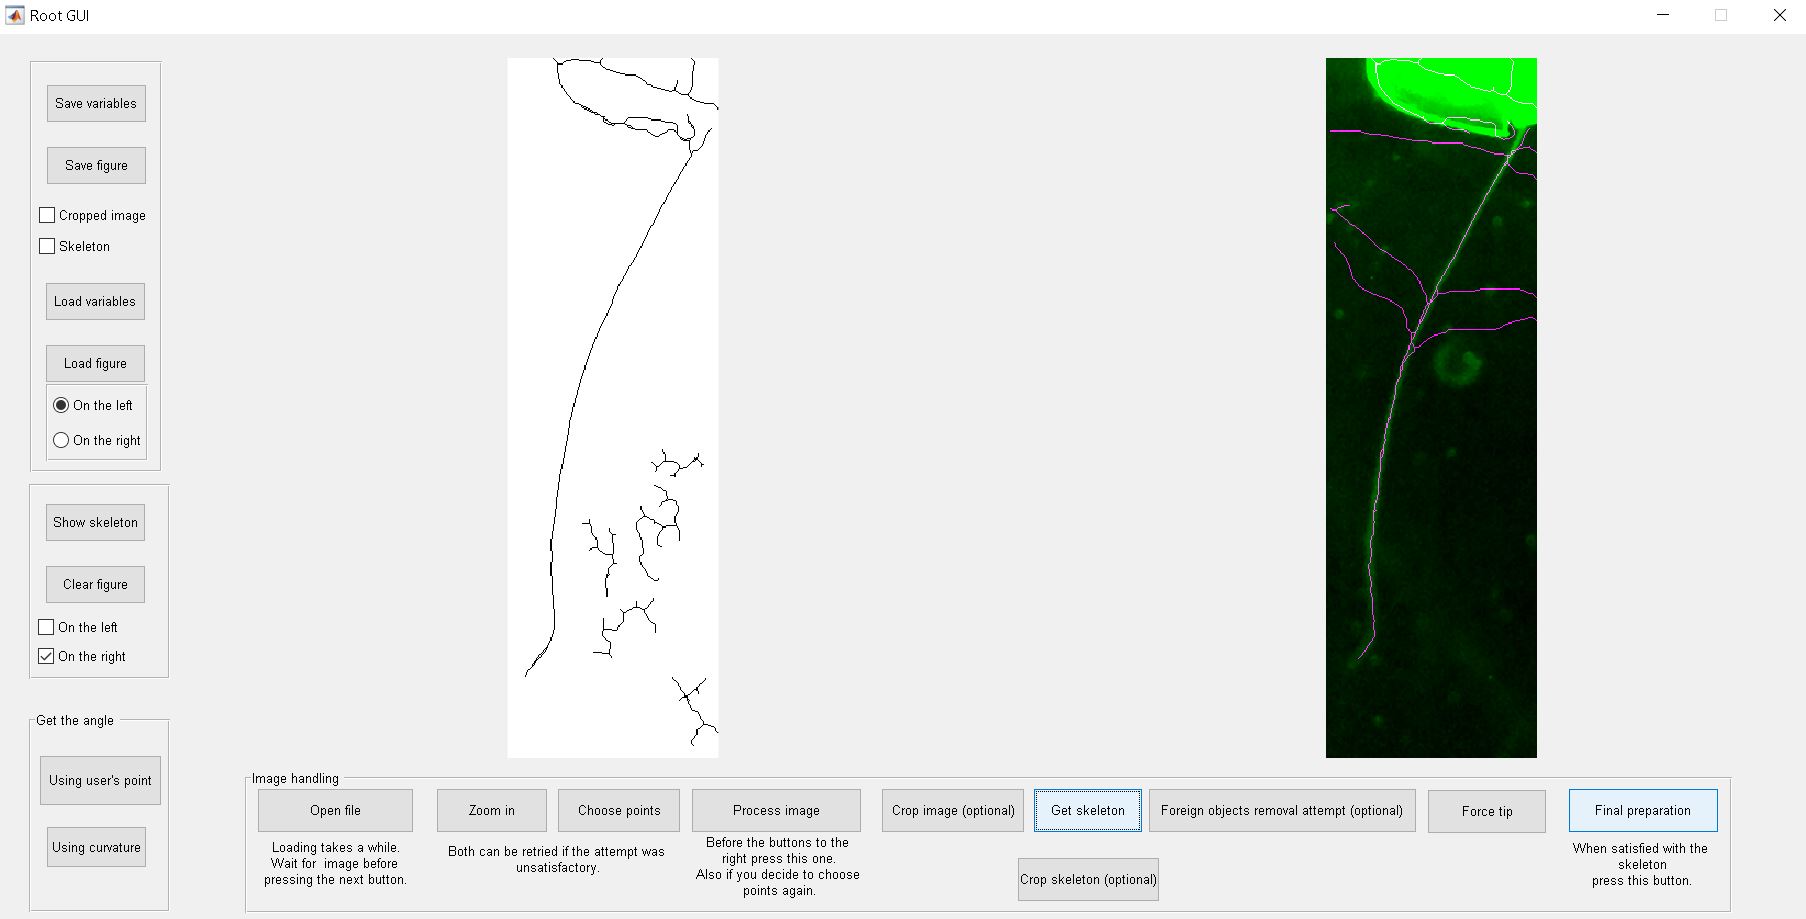 Root GUI
Save variables
Save figure
Cropped image
Skeleton
Load variables
Load figure
On the left
On the right
Show skeleton
Clear figure
On the left
On the right
Get the angle
Using user's point
Using curvature
Image handling
Open file
Loading takes a while.
Wait for  image before
pressing the next button.
Zoom in
Choose points
Both can be retried if the attempt was
unsatisfactory.
Process image
Before the buttons to the
right press this one.
Also if you decide to choose
points again.
Crop image (optional)
Get skeleton
Crop skeleton (optional)
Foreign objects removal attempt (optional)
Force tip
Final preparation
When satisfied with the
skeleton
press this button.